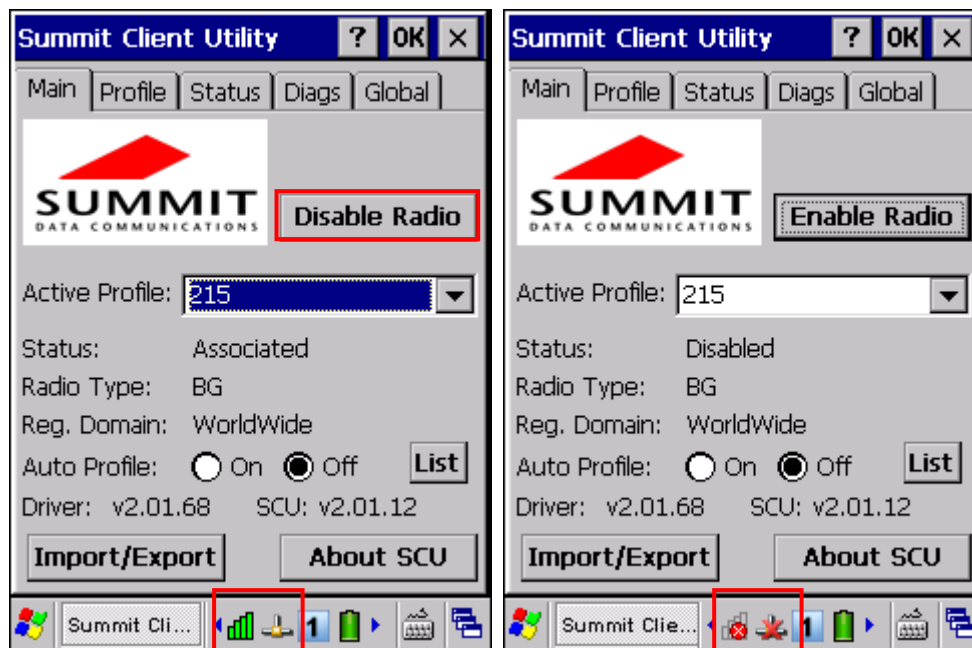 Summit Client Utility ? OK ×
Main Profile Status Diags Global
SUMMIT
DATA COMMUNICATIONS
Disable Radio
Active Profile: 215
Status: Associated
Radio Type: BG
Reg. Domain: WorldWide
Auto Profile: On Off List
Driver: v2.01.68 SCU: v2.01.12
Import/Export About SCU
Summit Cli... 1
Summit Client Utility ? OK ×
Main Profile Status Diags Global
SUMMIT
DATA COMMUNICATIONS
Enable Radio
Active Profile: 215
Status: Disabled
Radio Type: BG
Reg. Domain: WorldWide
Auto Profile: On Off List
Driver: v2.01.68 SCU: v2.01.12
Import/Export About SCU
Summit Clie... 1